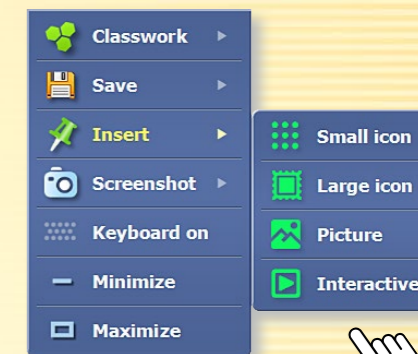 Classwork
Save
Insert
Screenshot
Keyboard on
Minimize
Maximize
Small icon
Large icon
Picture
Interactive